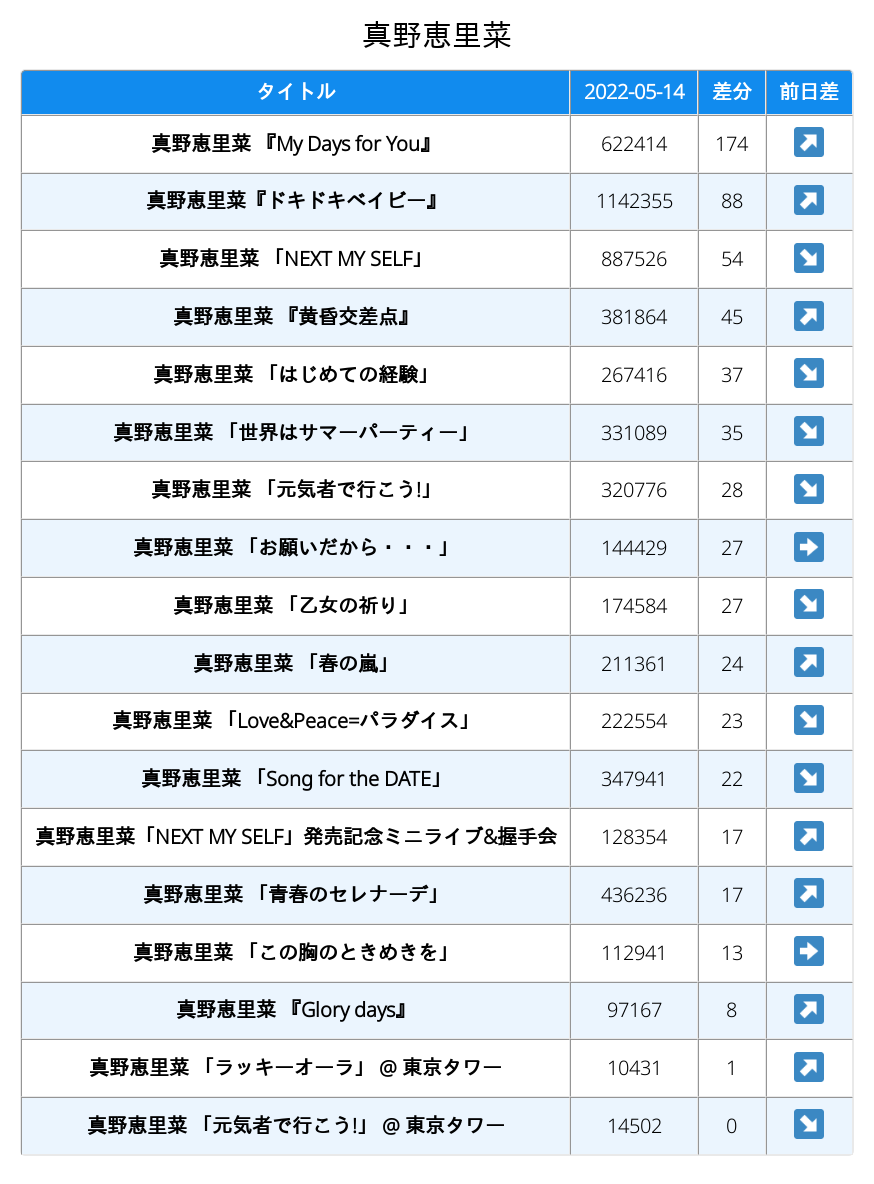 真野恵里菜
タイトル 2022-05-14 差分 前日差
真野恵里菜 『My Days for You』 622414 174 ↗
真野恵里菜『ドキドキベイビー』 1142355 88 ↗
真野恵里菜 「NEXT MY SELF」 887526 54 ↘
真野恵里菜 『黄昏交差点』 381864 45 ↗
真野恵里菜 「はじめての経験」 267416 37 ↘
真野恵里菜 「世界はサマーパーティー」 331089 35 ↘
真野恵里菜 「元気者で行こう!」 320776 28 ↘
真野恵里菜 「お願いだから・・・」 144429 27 →
真野恵里菜 「乙女の祈り」 174584 27 ↘
真野恵里菜 「春の嵐」 211361 24 ↗
真野恵里菜 「Love&Peace=パラダイス」 222554 23 ↘
真野恵里菜 「Song for the DATE」 347941 22 ↘
真野恵里菜「NEXT MY SELF」発売記念ミニライブ&握手会 128354 17 ↗
真野恵里菜 「青春のセレナーデ」 436236 17 ↗
真野恵里菜 「この胸のときめきを」 112941 13 →
真野恵里菜 『Glory days』 97167 8 ↗
真野恵里菜 「ラッキーオーラ」 @ 東京タワー 10431 1 ↗
真野恵里菜 「元気者で行こう!」 @ 東京タワー 14502 0 ↘